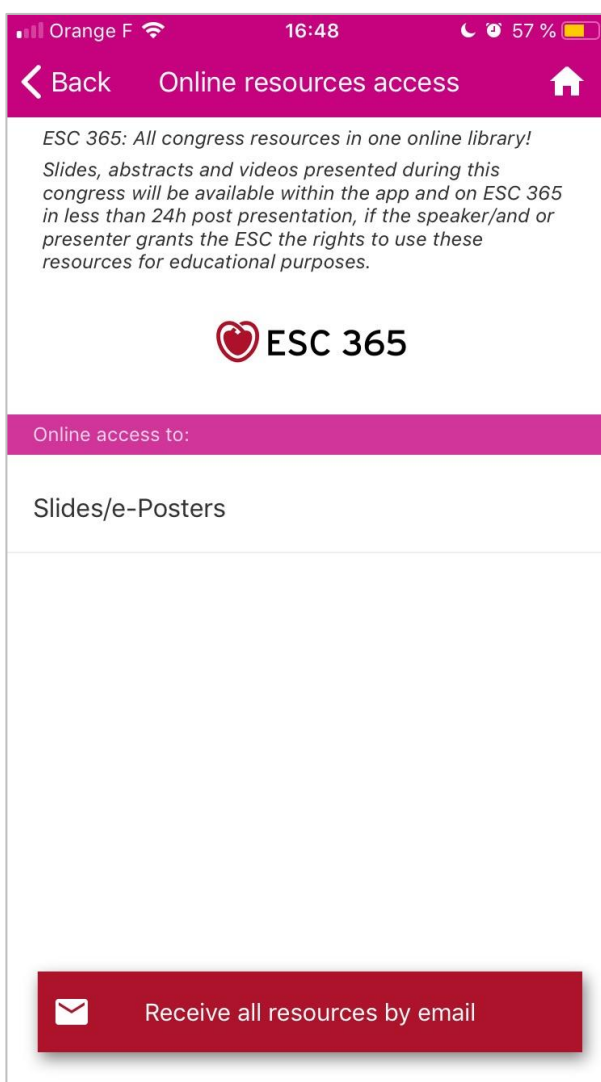 Orange F 16:48 57 %
Back Online resources access
ESC 365: All congress resources in one online library!
Slides, abstracts and videos presented during this
congress will be available within the app and on ESC 365
in less than 24h post presentation, if the speaker/and or
presenter grants the ESC the rights to use these
resources for educational purposes.
ESC 365
Online access to:
Slides/e-Posters
Receive all resources by email